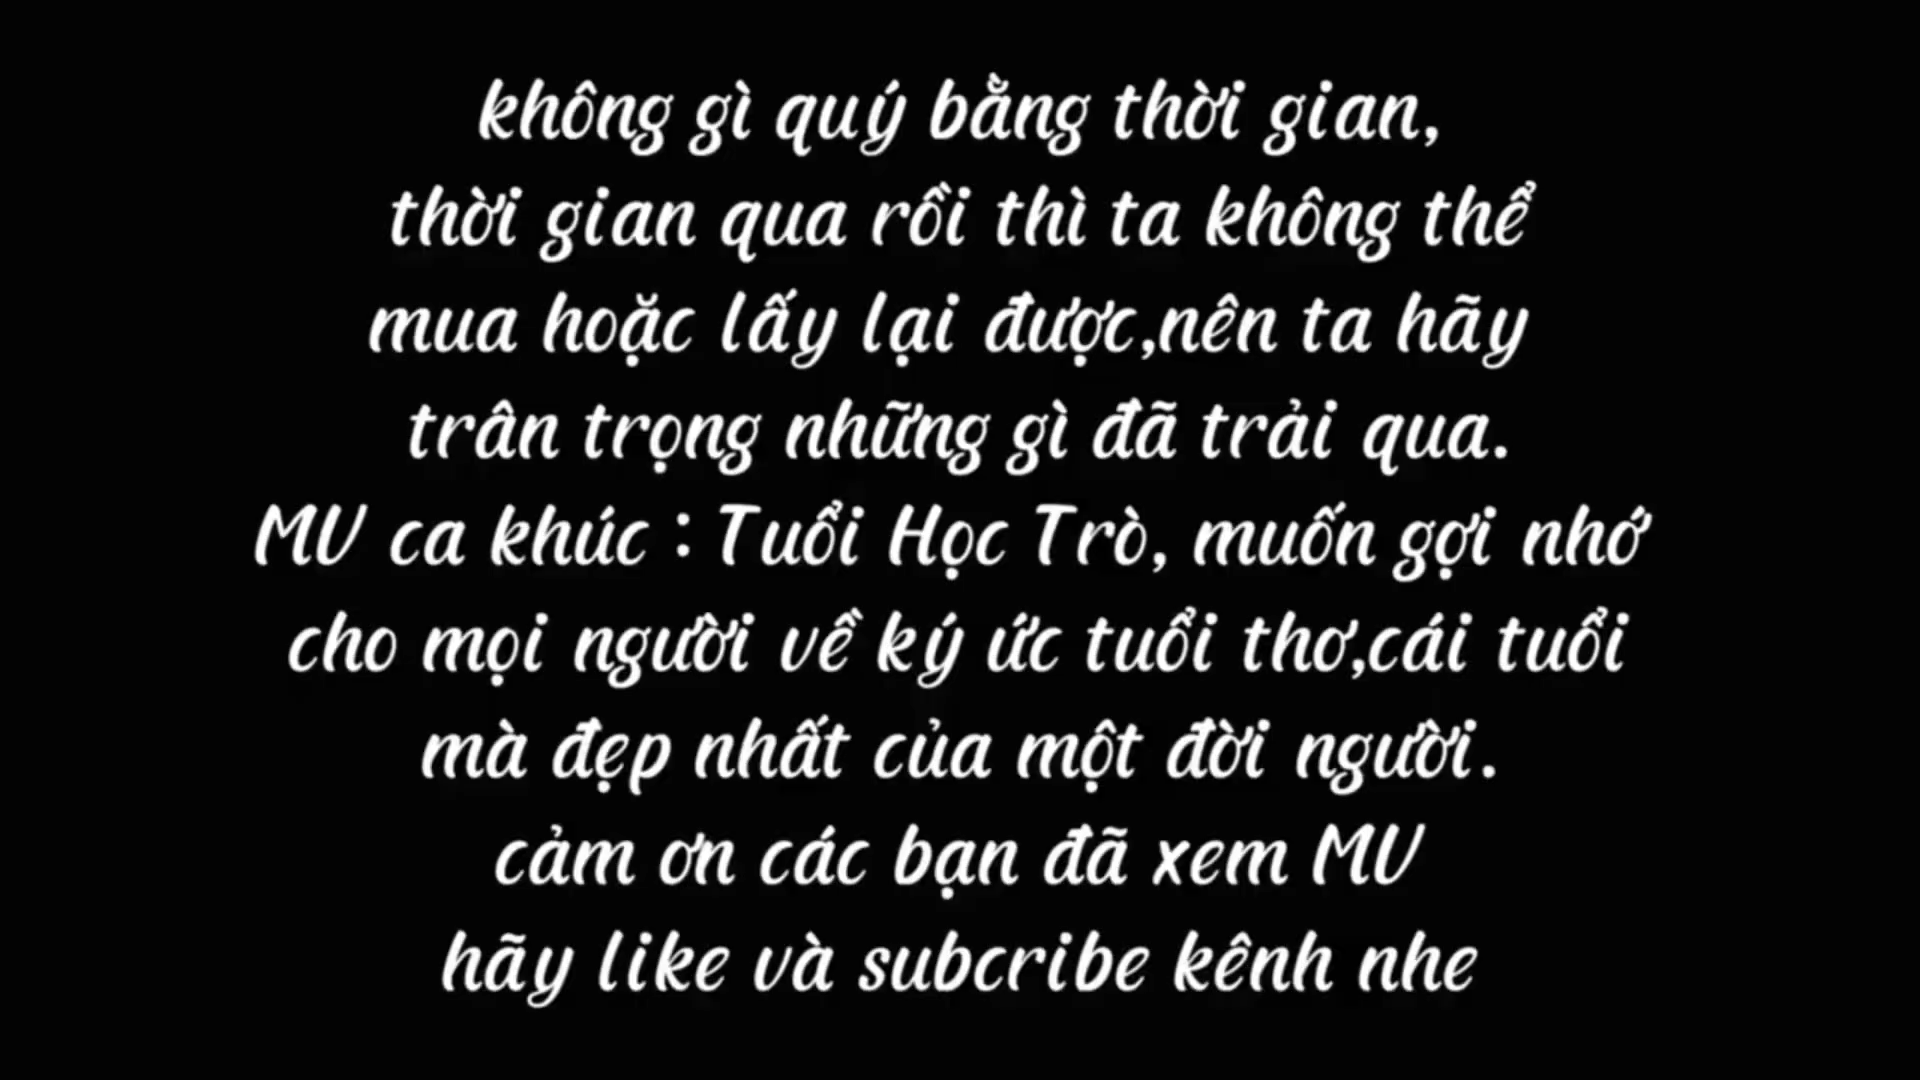 không gì quý bằng thời gian,
thời gian qua rồi thì ta không thể
mua hoặc lấy lại được,nên ta hãy
trân trọng những gì đã trải qua.
MV ca khúc : Tuổi Học Trò, muốn gợi nhớ
cho mọi người về ký ức tuổi thơ,cái tuổi
mà đẹp nhất của một đời người.
cảm ơn các bạn đã xem MV
hãy like và subcribe kênh nhe